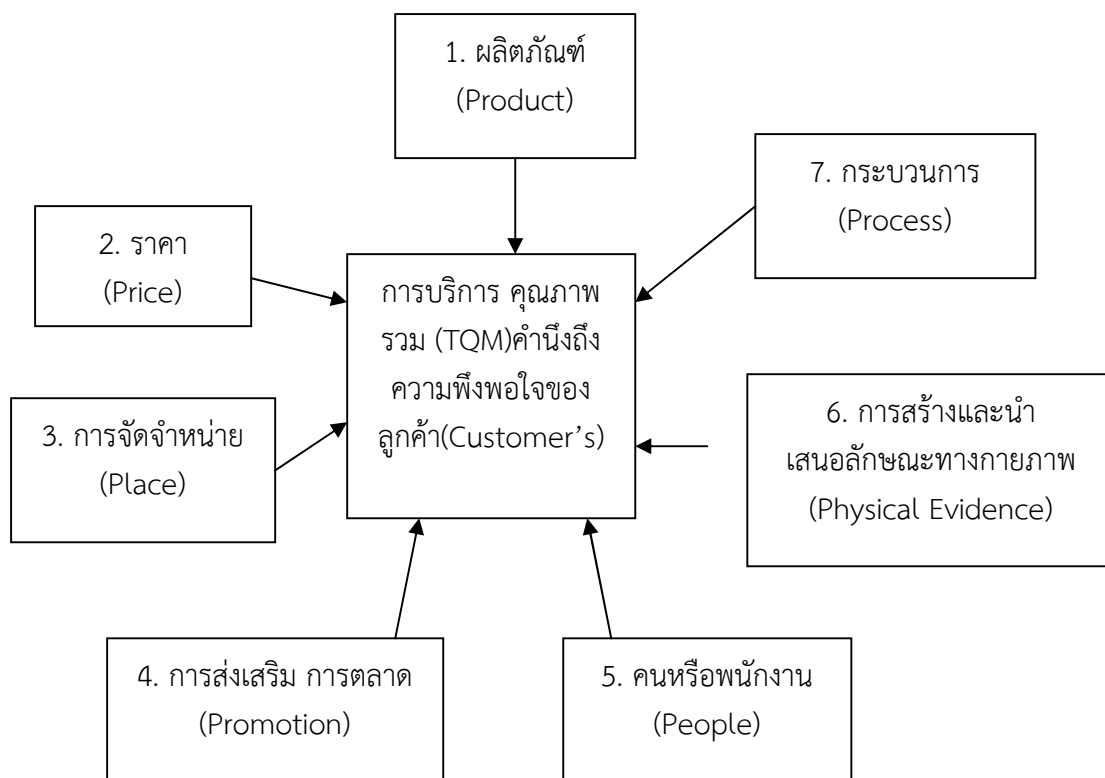 1. ผลิตภัณฑ์
(Product)
2. ราคา
(Price)
3. การจัดจำหน่าย
(Place)
4. การส่งเสริม การตลาด
(Promotion)
5. คนหรือพนักงาน
(People)
6. การสร้างและนำ
เสนอลักษณะทางกายภาพ
(Physical Evidence)
7. กระบวนการ
(Process)
การบริการ คุณภาพ
รวม (TQM)คำนึงถึง
ความพึงพอใจของ
ลูกค้า(Customer’s)